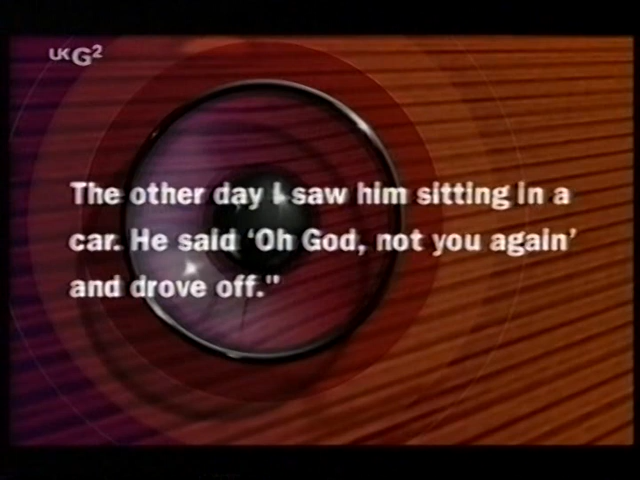 UKG2
The other day I saw him sitting in a
car. He said ‘Oh God, not you again’
and drove off."